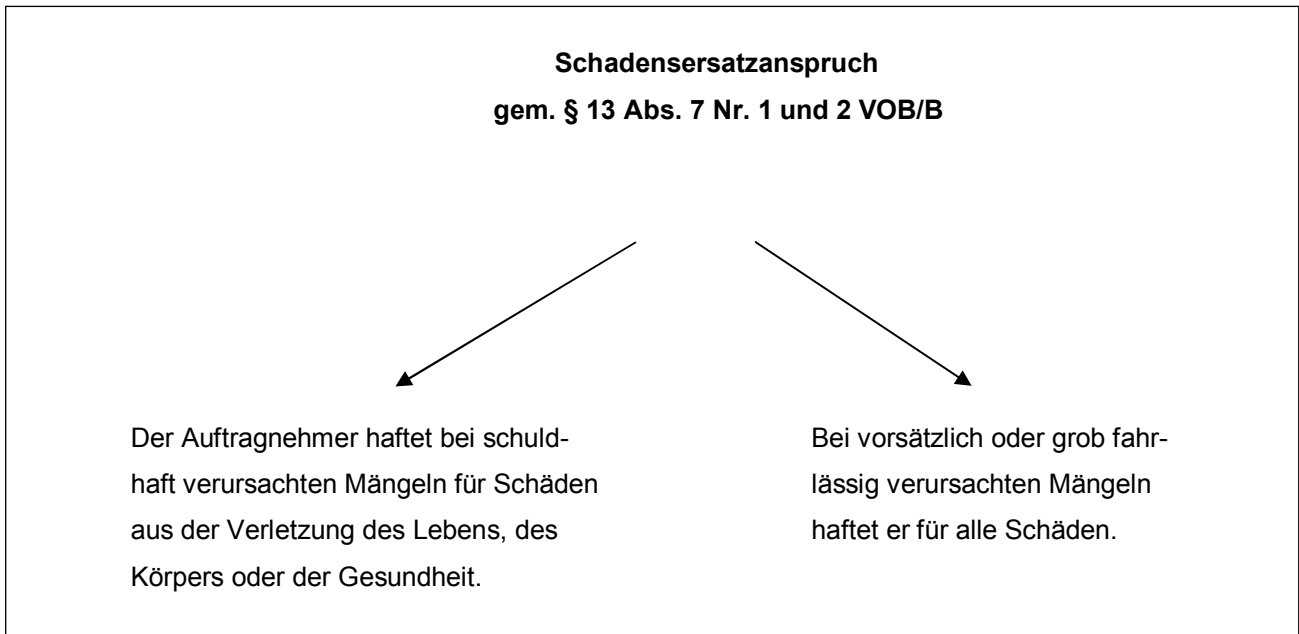 Schadensersatzanspruch
gem. § 13 Abs. 7 Nr. 1 und 2 VOB/B
Der Auftragnehmer haftet bei schuld-
haft verursachten Mängeln für Schäden
aus der Verletzung des Lebens, des
Körpers oder der Gesundheit.
Bei vorsätzlich oder grob fahr-
lässig verursachten Mängeln
haftet er für alle Schäden.